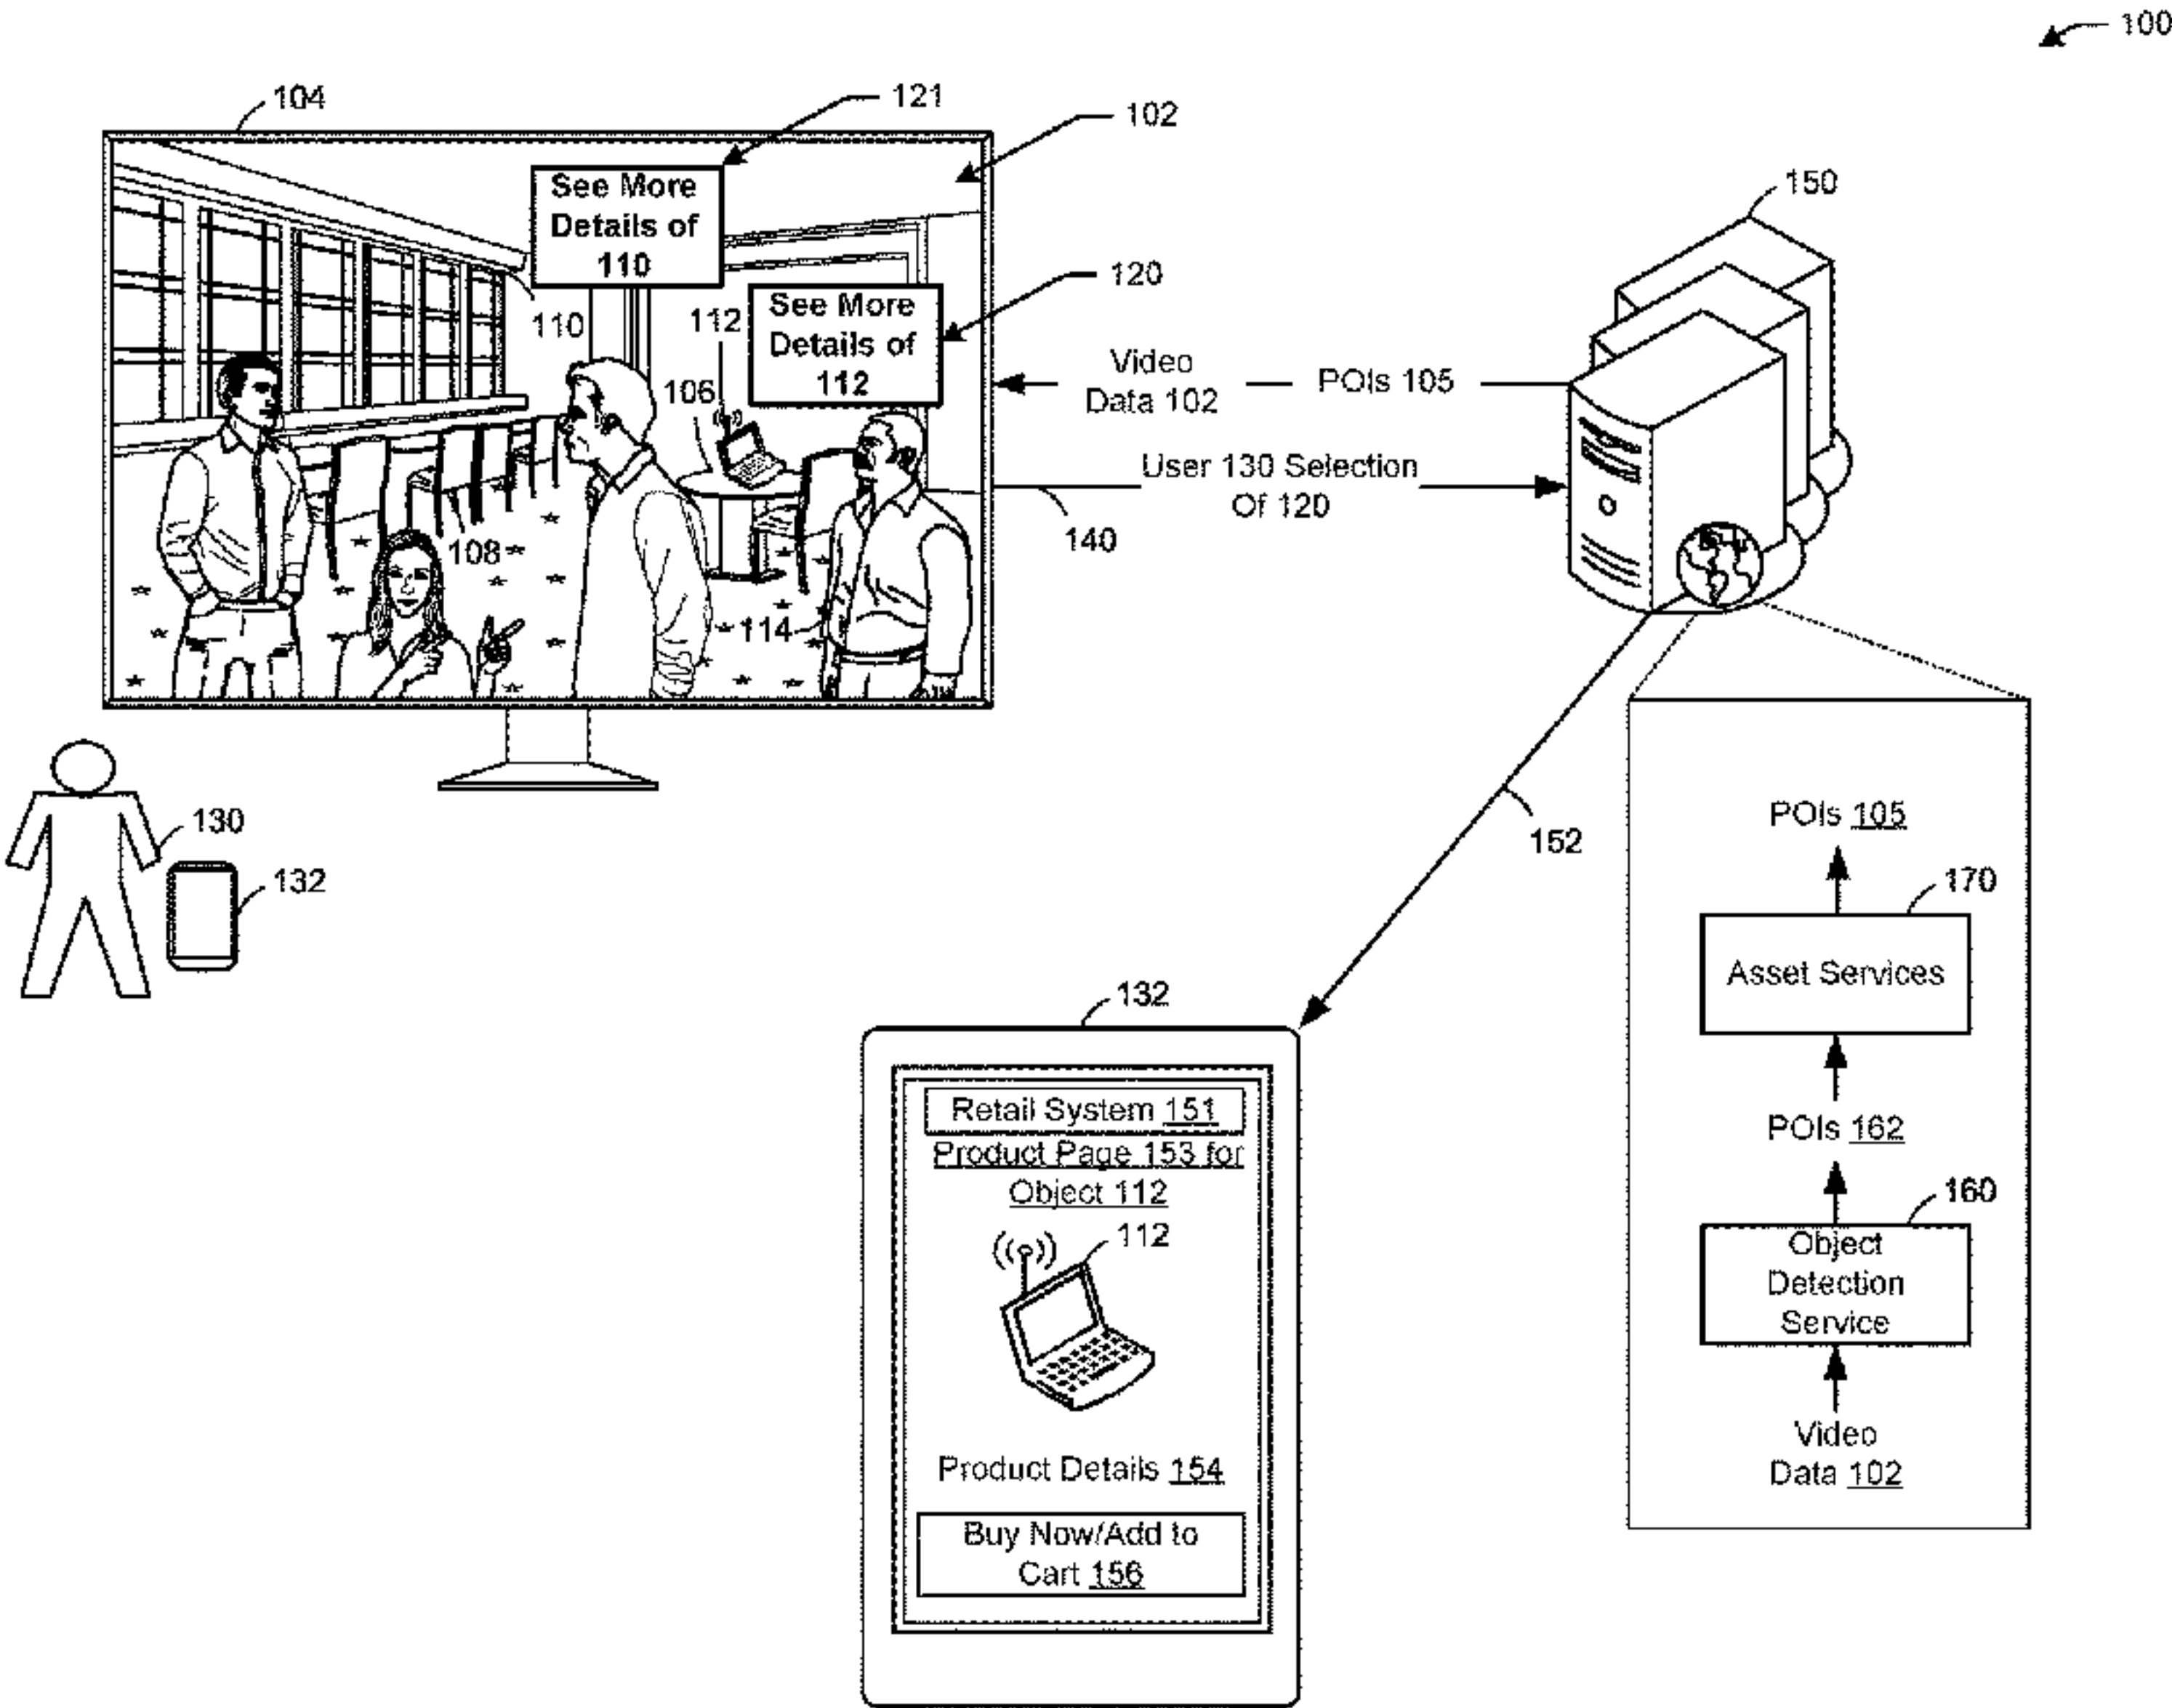 100
104
121
102
See More
Details of
110
150
120
See More
Details of
112
110
112
106
Video
Data 102
POIs 105
User 130 Selection
Of 120
140
108
114
130
132
152
POIs 105
170
Asset Services
POIs 162
160
Object
Detection
Service
Video
Data 102
132
Retail System 151
Product Page 153 for
Object 112
112
Product Details 154
Buy Now/Add to
Cart 156